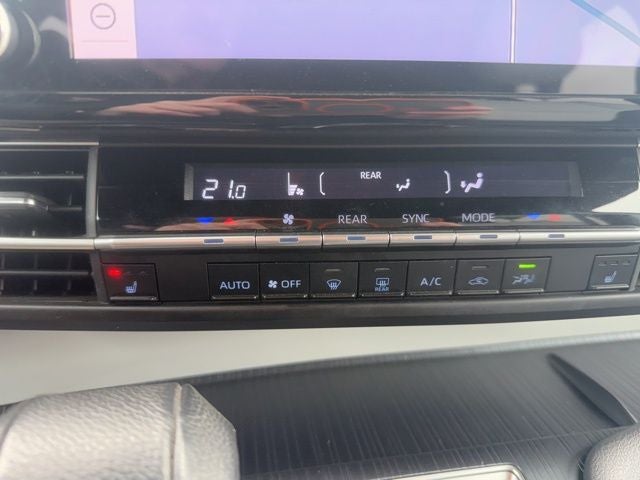 21.0 REAR
REAR SYNC MODE
AUTO OFF REAR A/C